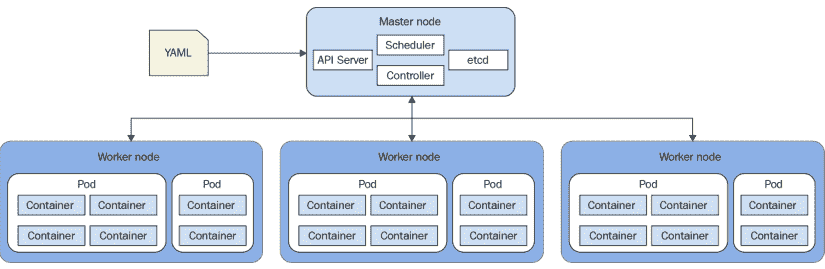 Master node
YAML
API Server
Scheduler
Controller
etcd
Worker node
Pod
Container Container
Container Container
Pod
Container
Container
Worker node
Pod
Container Container
Container Container
Pod
Container
Container
Worker node
Pod
Container Container
Container Container
Pod
Container
Container